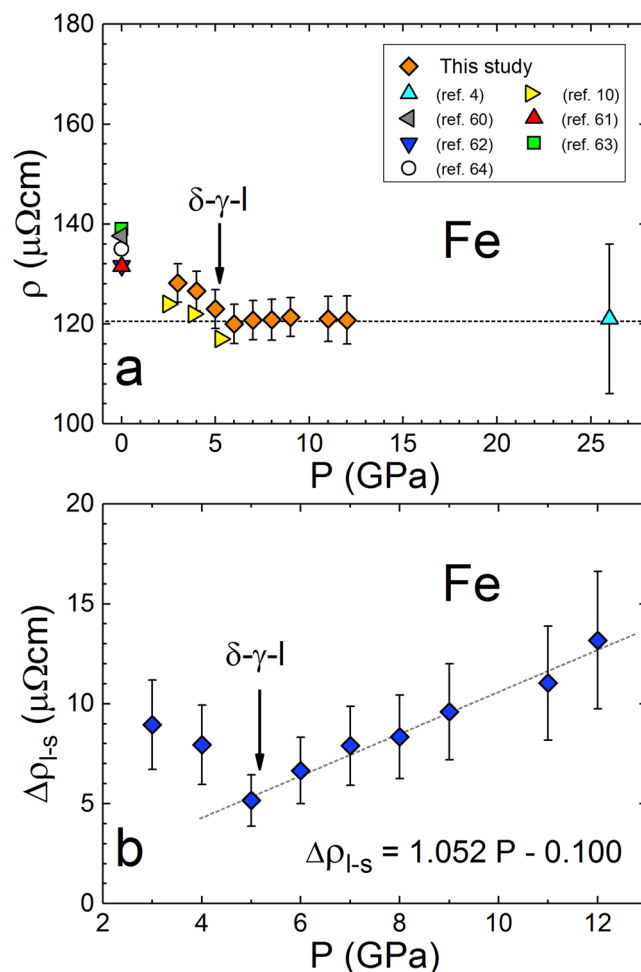 180
160
140
120
100
ρ (μΩcm)
This study
(ref. 4) (ref. 10)
(ref. 60) (ref. 61)
(ref. 62) (ref. 63)
(ref. 64)
δ-γ-l
Fe
a
0 5 10 15 20 25
P (GPa)
20
15
10
5
0
Δρl-s (μΩcm)
Fe
δ-γ-l
b
Δρl-s = 1.052 P - 0.100
2 4 6 8 10 12
P (GPa)